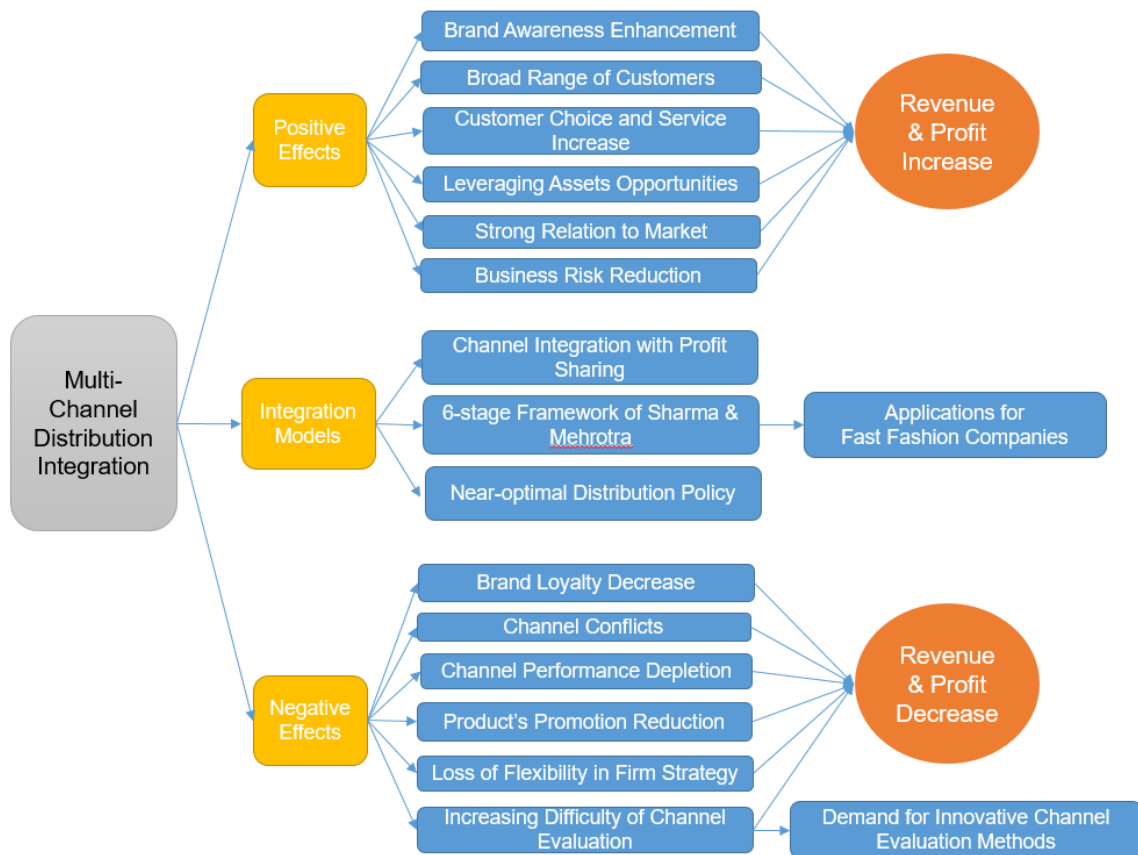 Brand Awareness Enhancement
Broad Range of Customers
Customer Choice and Service
Increase
Leveraging Assets Opportunities
Strong Relation to Market
Business Risk Reduction
Positive
Effects
Revenue
& Profit
Increase
Multi-
Channel
Distribution
Integration
Integration
Models
Channel Integration with Profit
Sharing
6-stage Framework of Sharma &
Mehrotra
Near-optimal Distribution Policy
Applications for
Fast Fashion Companies
Negative
Effects
Brand Loyalty Decrease
Channel Conflicts
Channel Performance Depletion
Product's Promotion Reduction
Loss of Flexibility in Firm Strategy
Increasing Difficulty of Channel
Evaluation
Revenue
& Profit
Decrease
Demand for Innovative Channel
Evaluation Methods